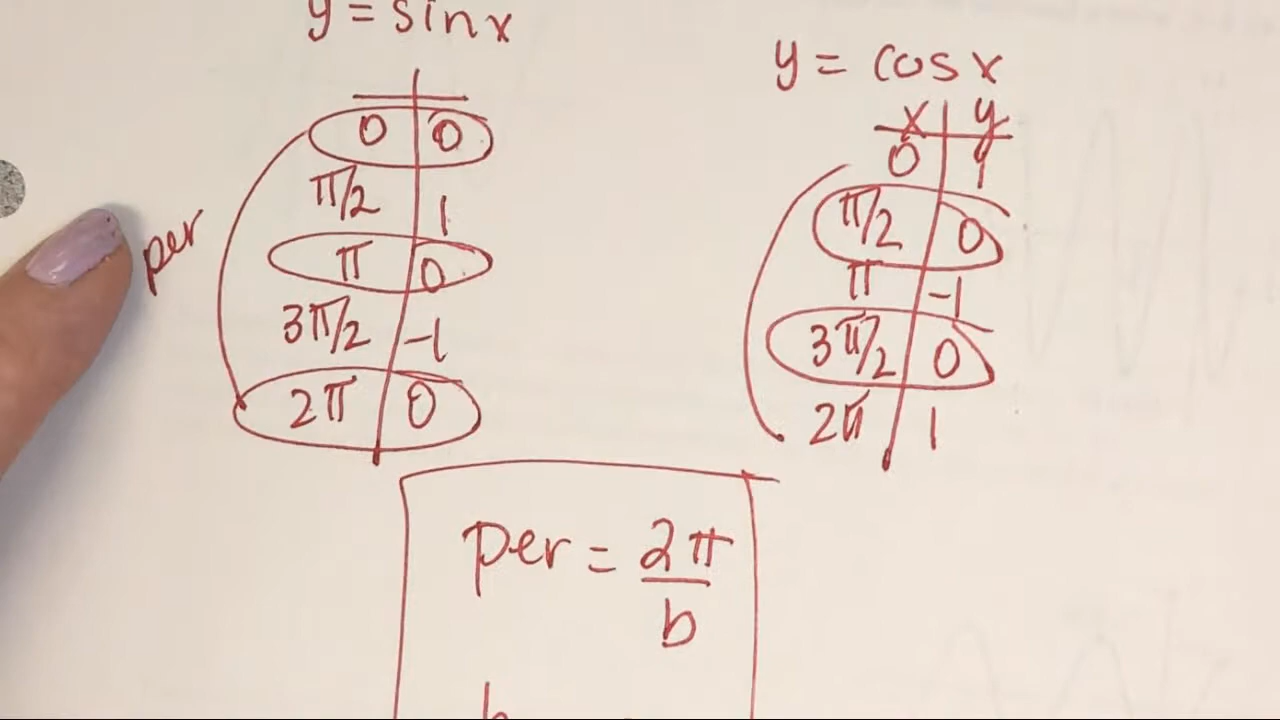 y = sin x
0 0
π/2 1
π 0
3π/2 -1
2π 0
per
y = cos x
x y
0 1
π/2 0
π -1
3π/2 0
2π 1
per = 2π/b